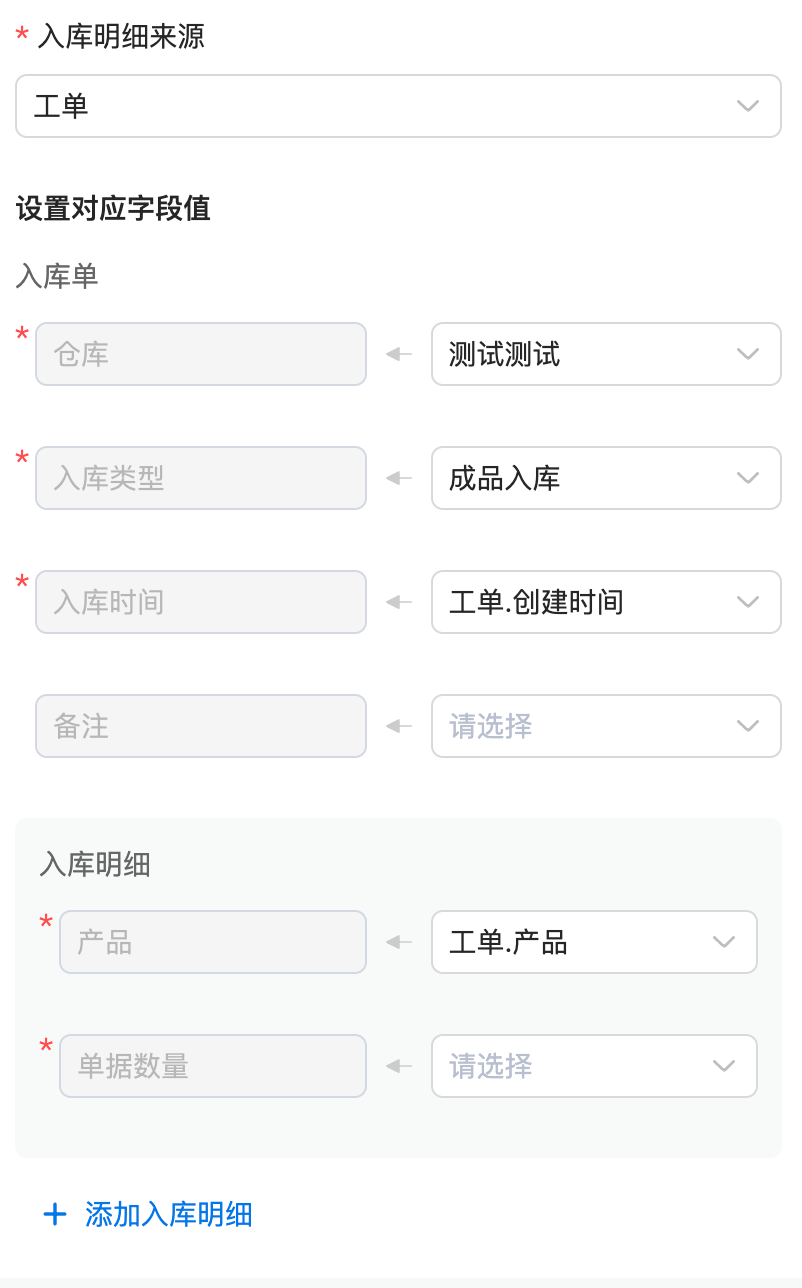 * 入库明细来源
工单
设置对应字段值
入库单
* 仓库 测试测试
* 入库类型 成品入库
* 入库时间 工单.创建时间
备注 请选择
入库明细
* 产品 工单.产品
* 单据数量 请选择
+ 添加入库明细